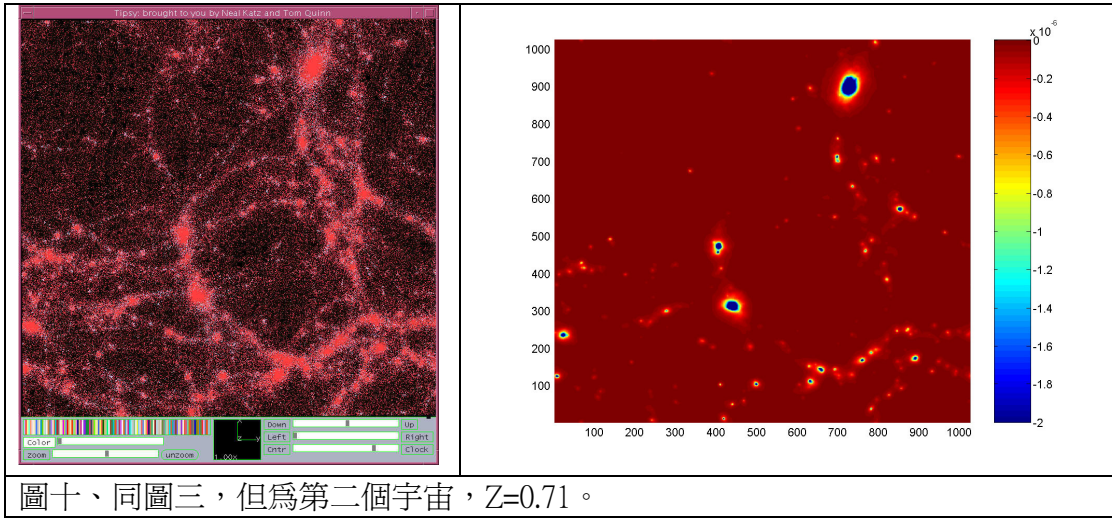 Tipsy: brought to you by Neal Katz and Tom Quinn
Down
Up
Color
Left
Right
zoom
unzoom
z
y
1.00x
Cntr
Clock
x 10^-6
1000
900
800
700
600
500
400
300
200
100
100 200 300 400 500 600 700 800 900 1000
0
-0.2
-0.4
-0.6
-0.8
-1
-1.2
-1.4
-1.6
-1.8
-2
圖十、同圖三，但為第二個宇宙，Z=0.71。